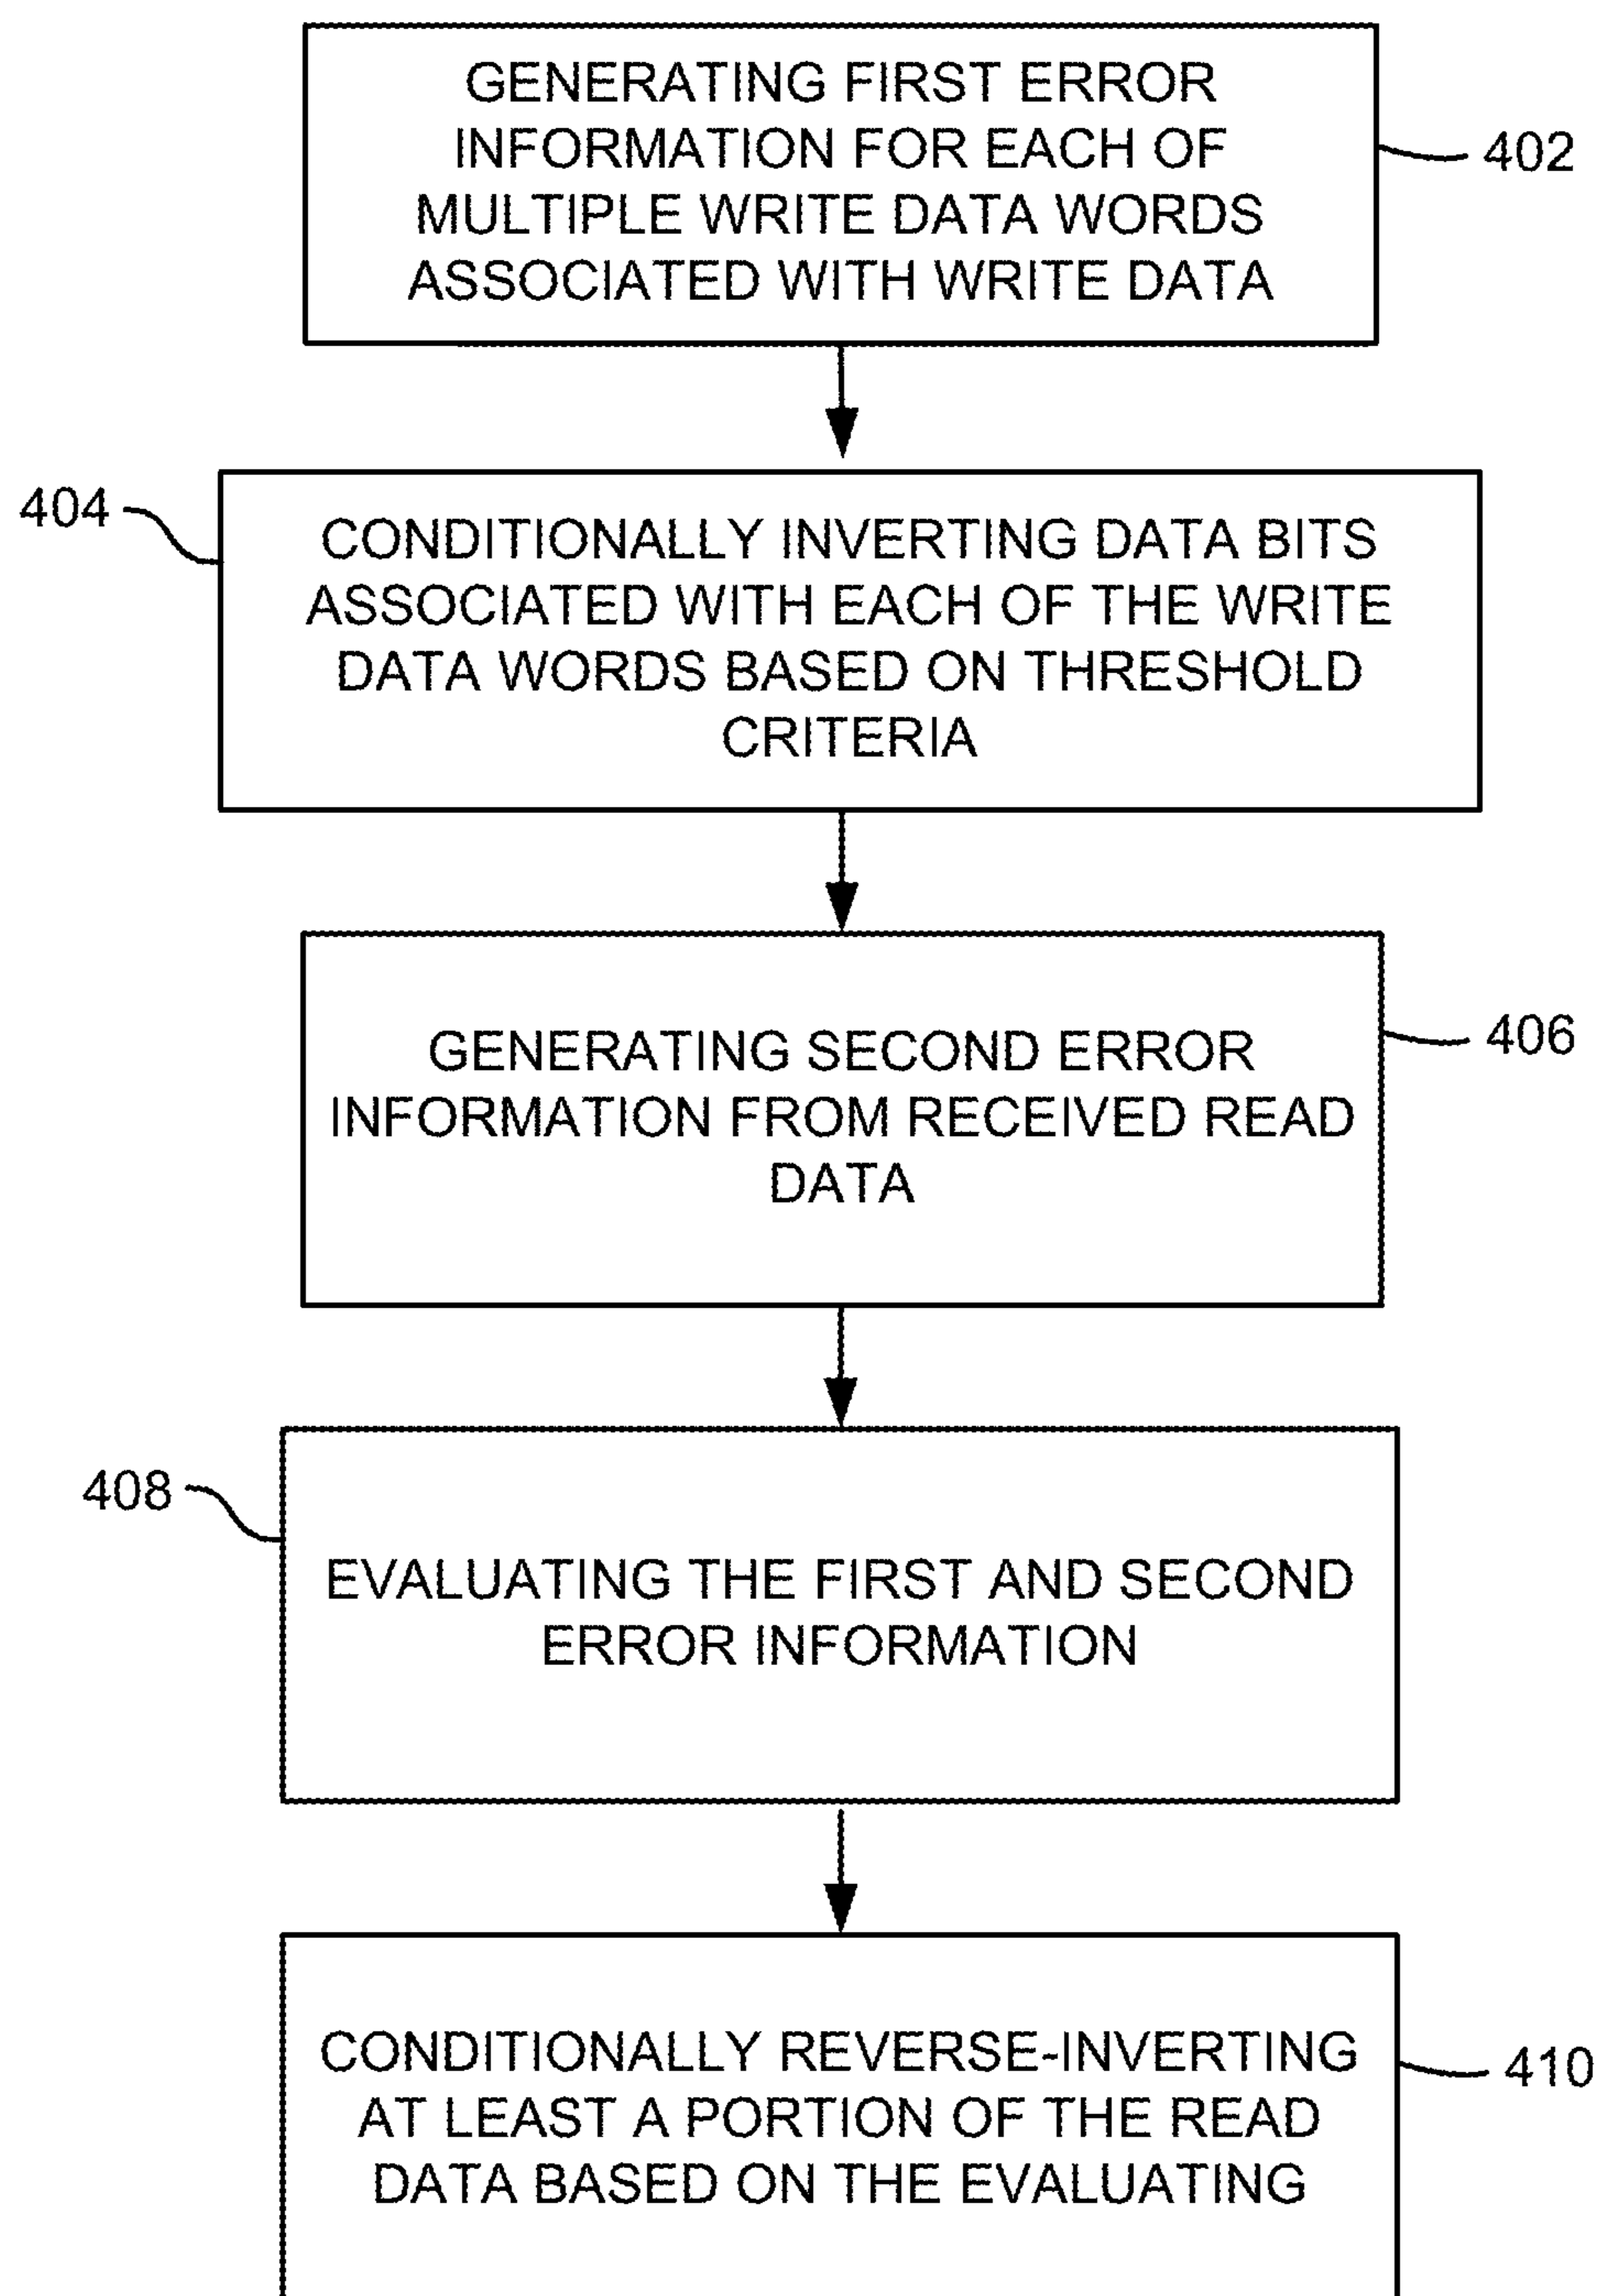 GENERATING FIRST ERROR
INFORMATION FOR EACH OF
MULTIPLE WRITE DATA WORDS
ASSOCIATED WITH WRITE DATA
402
404
CONDITIONALLY INVERTING DATA BITS
ASSOCIATED WITH EACH OF THE WRITE
DATA WORDS BASED ON THRESHOLD
CRITERIA
GENERATING SECOND ERROR
INFORMATION FROM RECEIVED READ
DATA
406
408
EVALUATING THE FIRST AND SECOND
ERROR INFORMATION
CONDITIONALLY REVERSE-INVERTING
AT LEAST A PORTION OF THE READ
DATA BASED ON THE EVALUATING
410